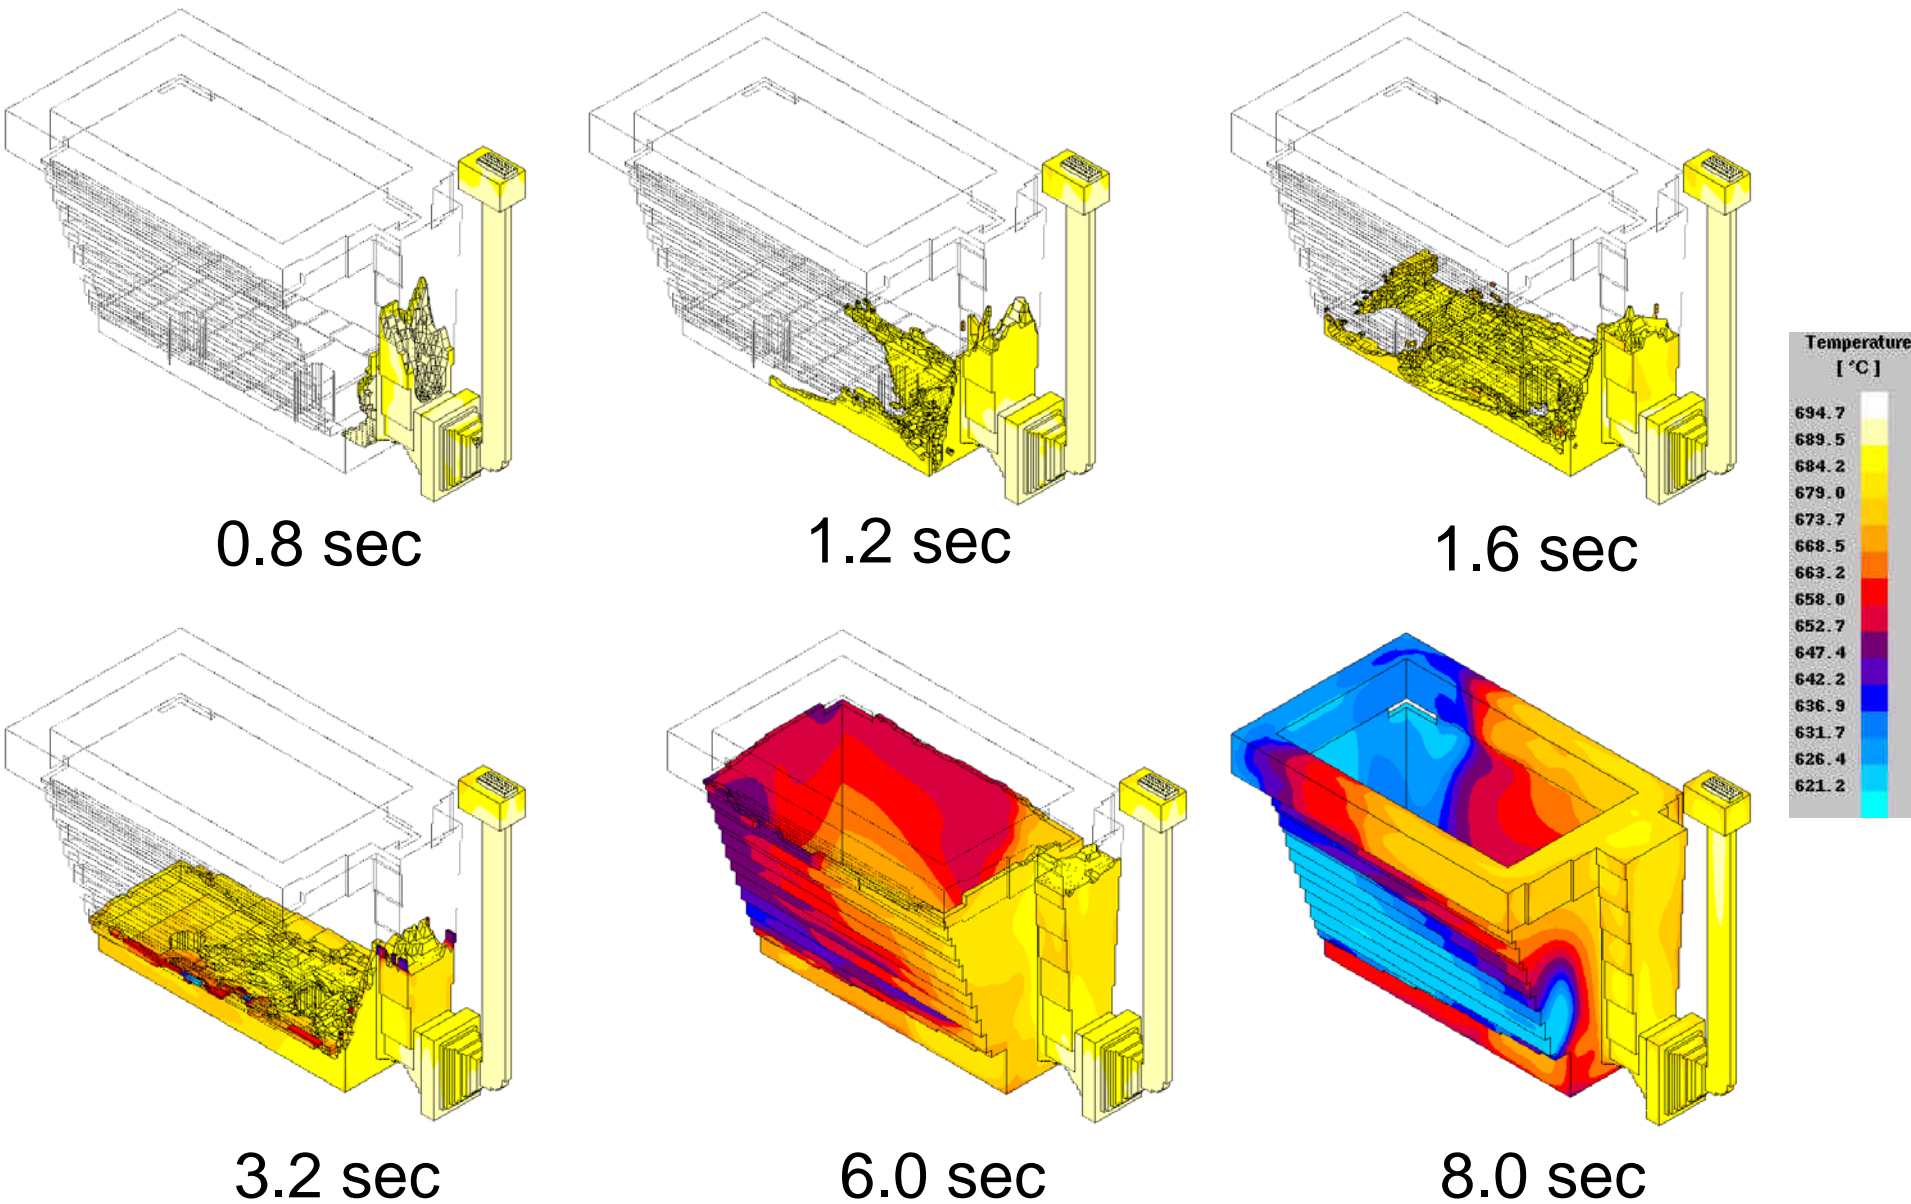 0.8 sec
1.2 sec
1.6 sec
Temperature
[ °C ]
694.7
689.5
684.2
679.0
673.7
668.5
663.2
658.0
652.7
647.4
642.2
636.9
631.7
626.4
621.2
3.2 sec
6.0 sec
8.0 sec